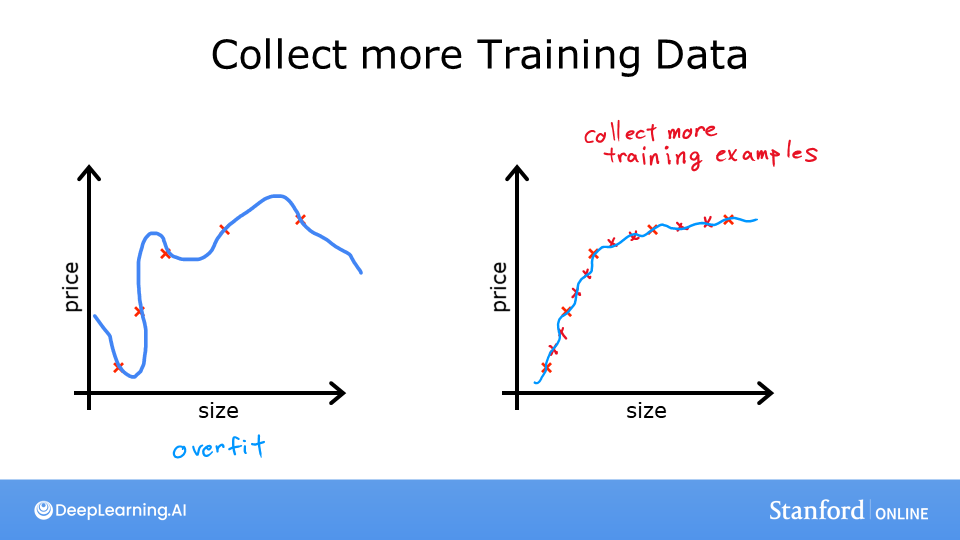 Collect more Training Data
collect more
training examples
price
size
overfit
price
size
DeepLearning.AI
Stanford ONLINE